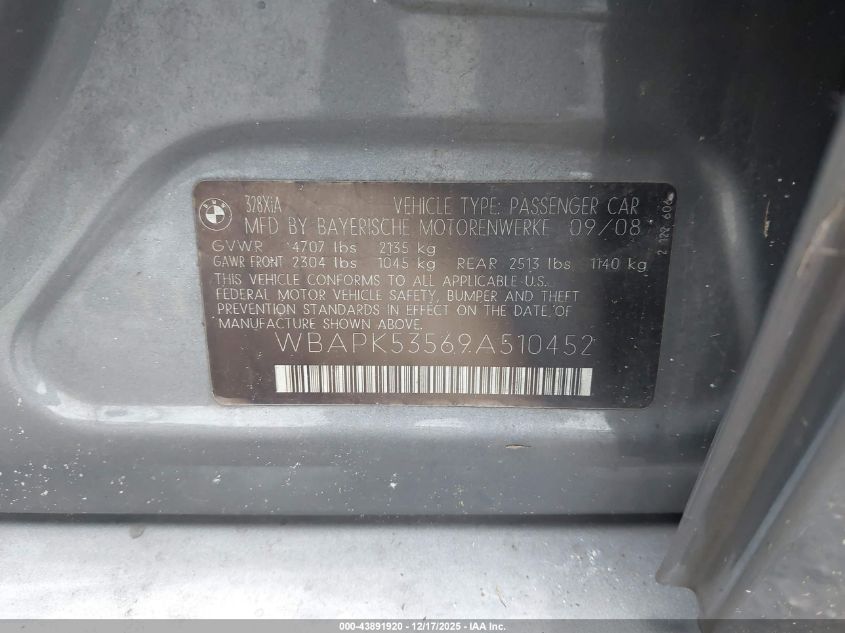 BMW
328XiA VEHICLE TYPE: PASSENGER CAR
MFD BY BAYERISCHE MOTORENWERKE 09/08
GVWR 4707 lbs 2135 kg
GAWR FRONT 2304 lbs 1045 kg REAR 2513 lbs 1140 kg
THIS VEHICLE CONFORMS TO ALL APPLICABLE U.S.
FEDERAL MOTOR VEHICLE SAFETY, BUMPER AND THEFT
PREVENTION STANDARDS IN EFFECT ON THE DATE OF
MANUFACTURE SHOWN ABOVE.
WBAPK53569A510452
000-43891920 - 12/17/2025 - IAA Inc.